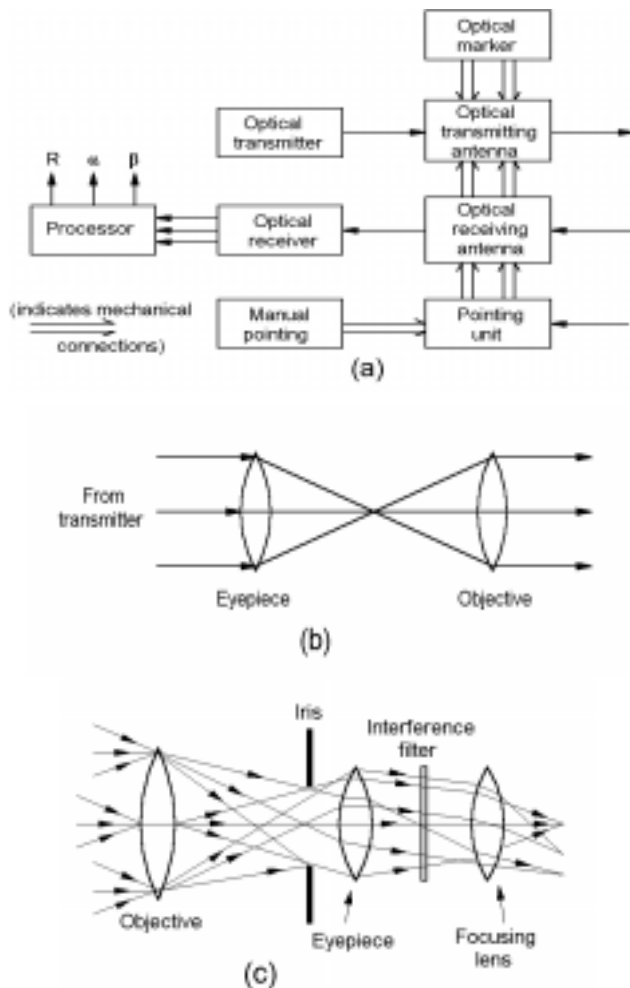 Optical
marker
Optical
transmitter
Optical
transmitting
antenna
R α β
Processor
Optical
receiver
Optical
receiving
antenna
(indicates mechanical
connections)
Manual
pointing
Pointing
unit
(a)
From
transmitter
Eyepiece
Objective
(b)
Iris
Interference
filter
Objective
Eyepiece
Focusing
lens
(c)